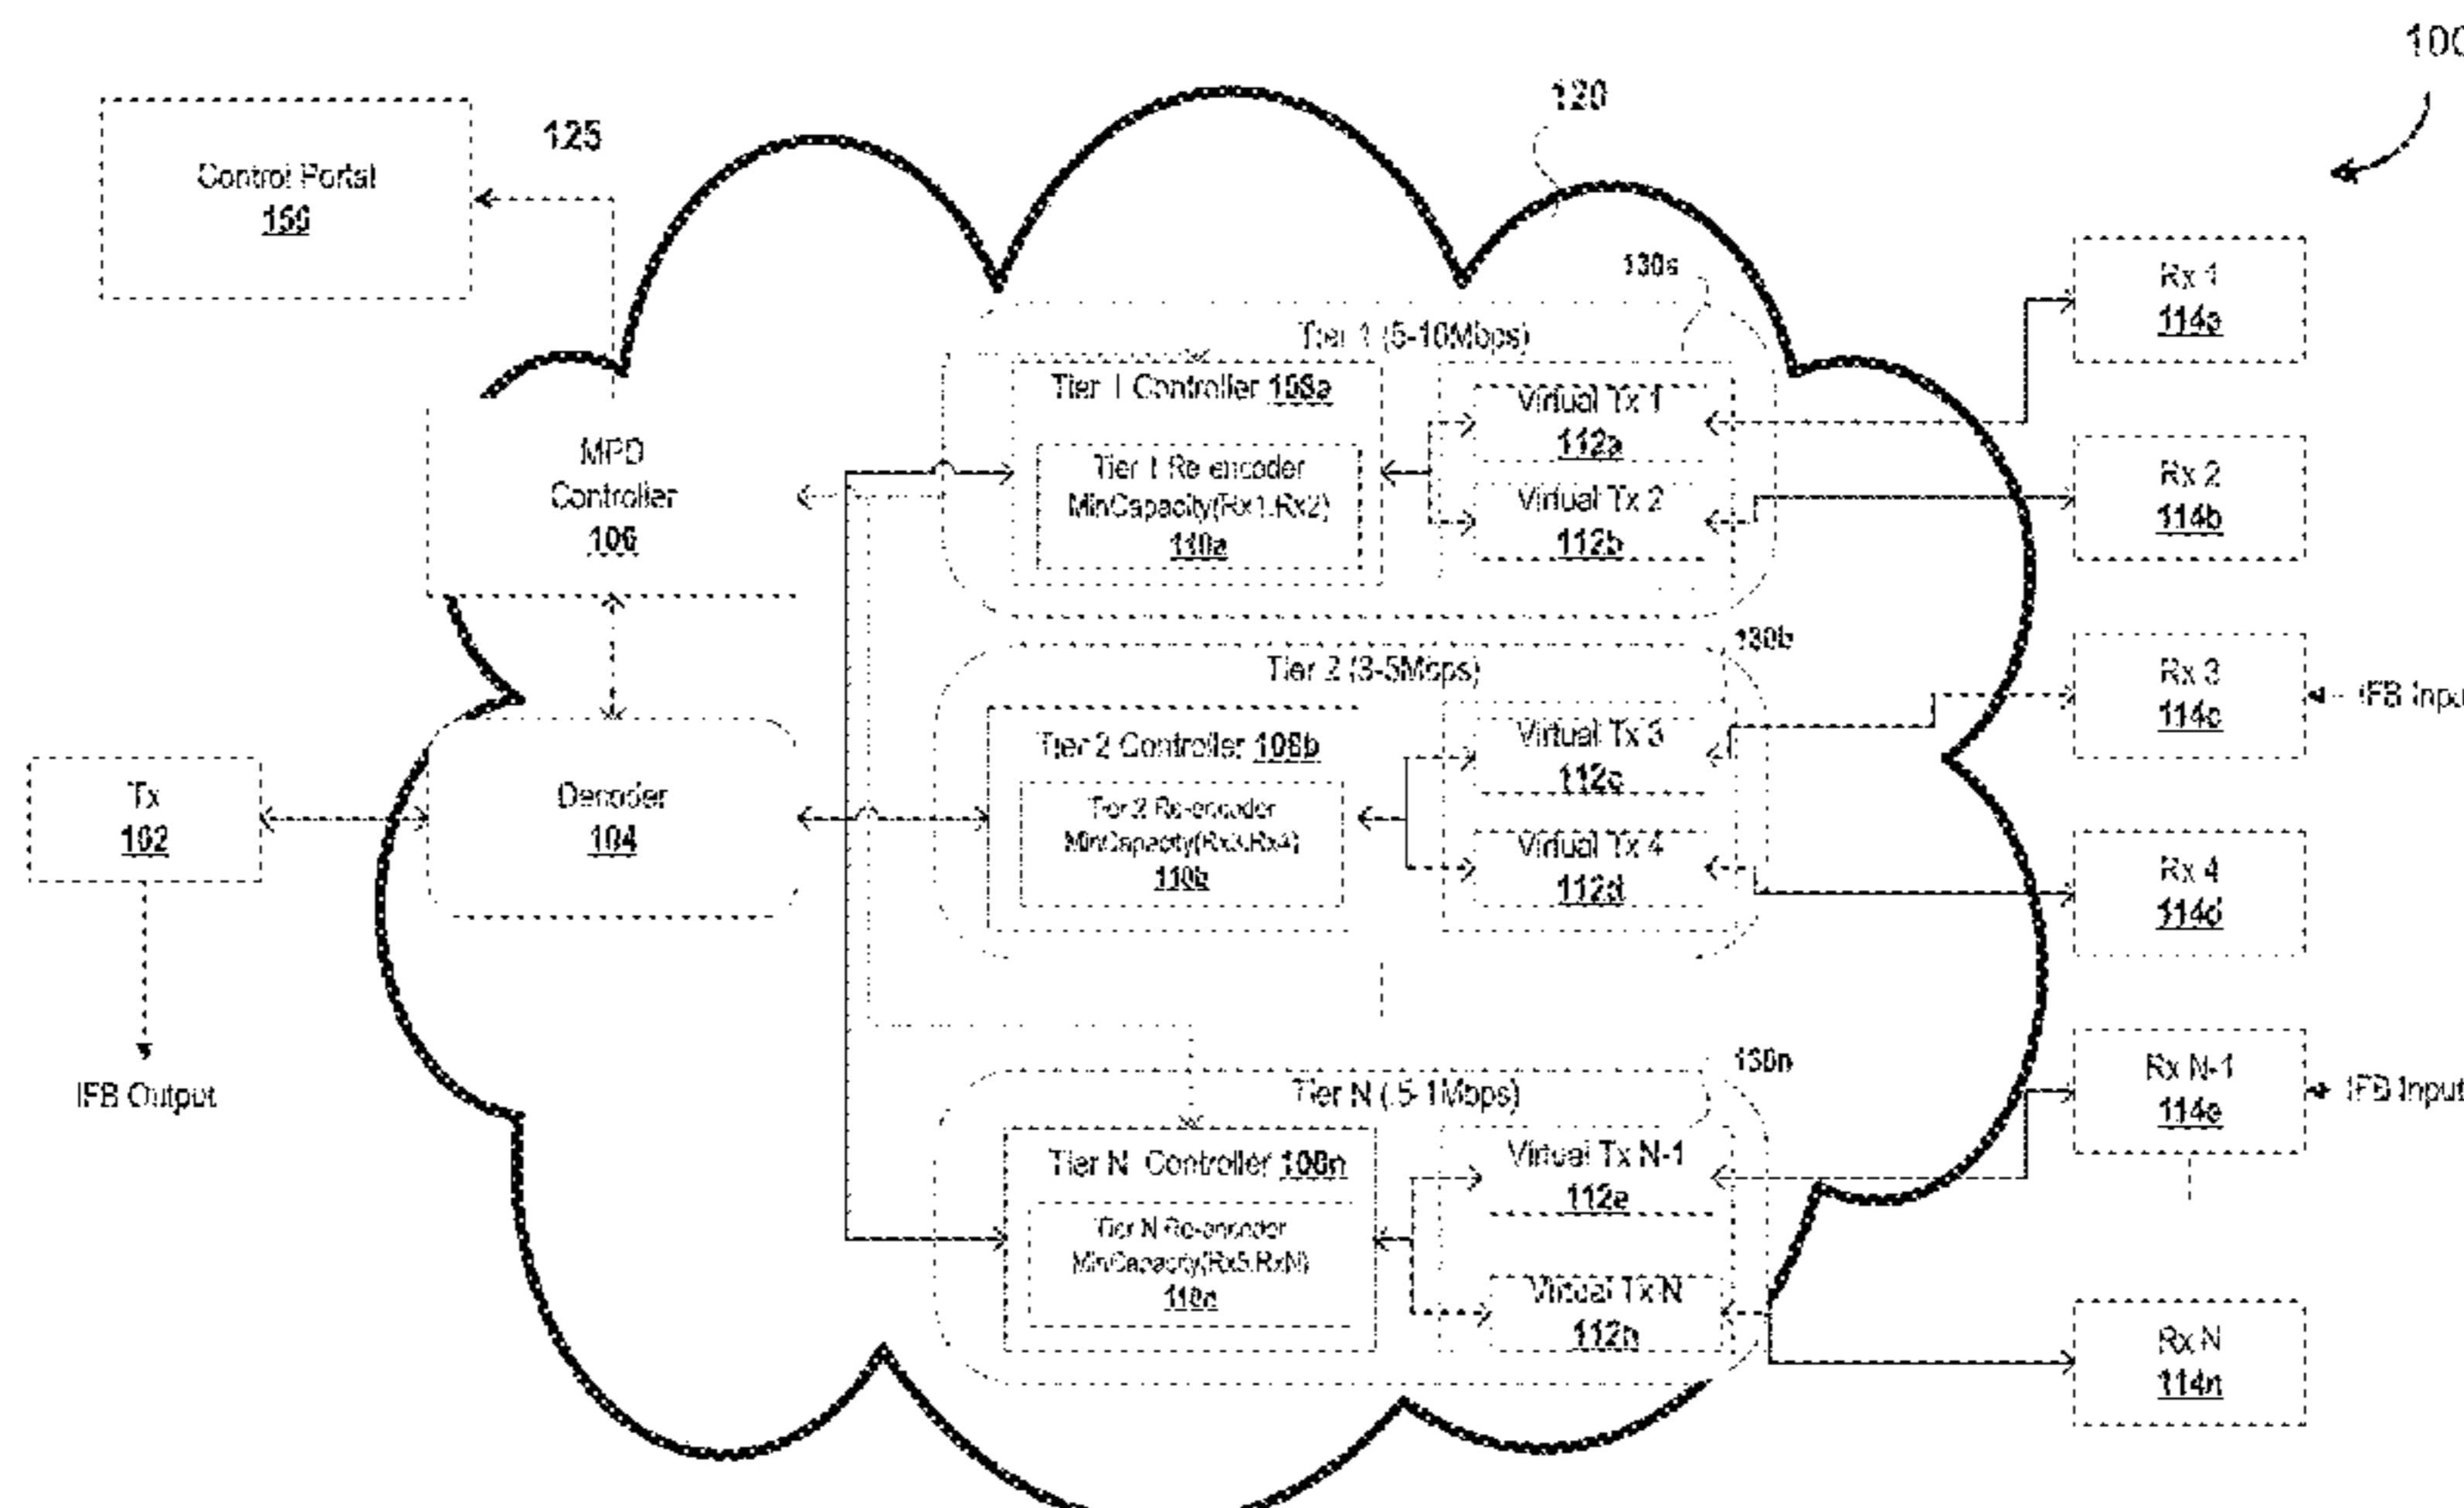 100
120
125
Control Portal
150
130a
Rx 1
114a
Tier 1 (5-10Mbps)
Tier 1 Controller 108a
Virtual Tx 1
112a
MPD
Controller
106
Tier 1 Re-encoder
MinCapacity(Rx1,Rx2)
110a
Virtual Tx 2
112b
Rx 2
114b
130b
Tier 2 (3-5Mbps)
Rx 3
114c
IFB Input
Tier 2 Controller 108b
Virtual Tx 3
112c
Tx
102
Decoder
104
Tier 2 Re-encoder
MinCapacity(Rx3,Rx4)
110b
Virtual Tx 4
112d
Rx 4
114d
130n
IFB Output
Tier N (.5-1Mbps)
Rx N-1
114e
IFB Input
Tier N Controller 108n
Virtual Tx N-1
112e
Tier N Re-encoder
MinCapacity(Rx5,RxN)
110n
Virtual Tx N
112n
Rx N
114n